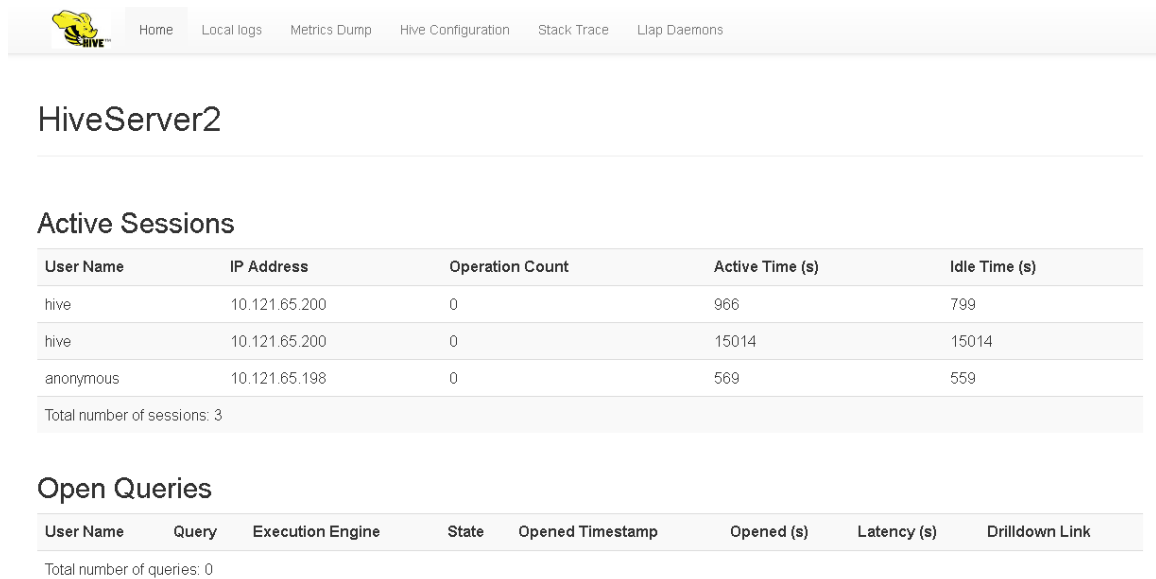 HIVE
Home Local logs Metrics Dump Hive Configuration Stack Trace Llap Daemons
HiveServer2
Active Sessions
User Name IP Address Operation Count Active Time (s) Idle Time (s)
hive 10.121.65.200 0 966 799
hive 10.121.65.200 0 15014 15014
anonymous 10.121.65.198 0 569 559
Total number of sessions: 3
Open Queries
User Name Query Execution Engine State Opened Timestamp Opened (s) Latency (s) Drilldown Link
Total number of queries: 0